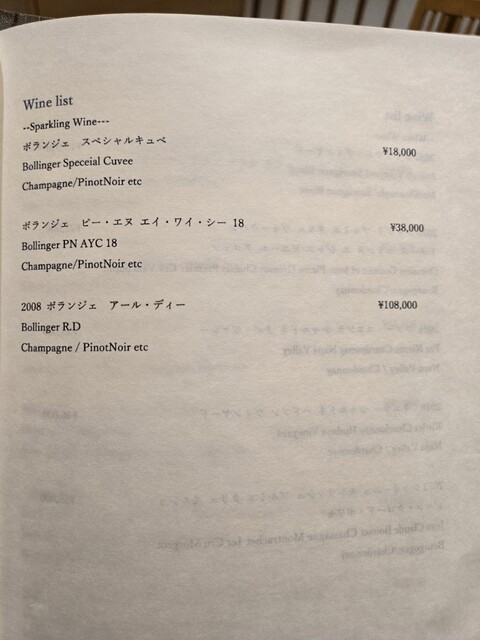 Wine list
--Sparkling Wine---
ボランジェ　スペシャルキュベ ¥18,000
Bollinger Speceial Cuvee
Champagne/PinotNoir etc
ボランジェ　ピー・エヌ エイ・ワイ・シー 18 ¥38,000
Bollinger PN AYC 18
Champagne/PinotNoir etc
2008 ボランジェ　アール・ディー ¥108,000
Bollinger R.D
Champagne / PinotNoir etc